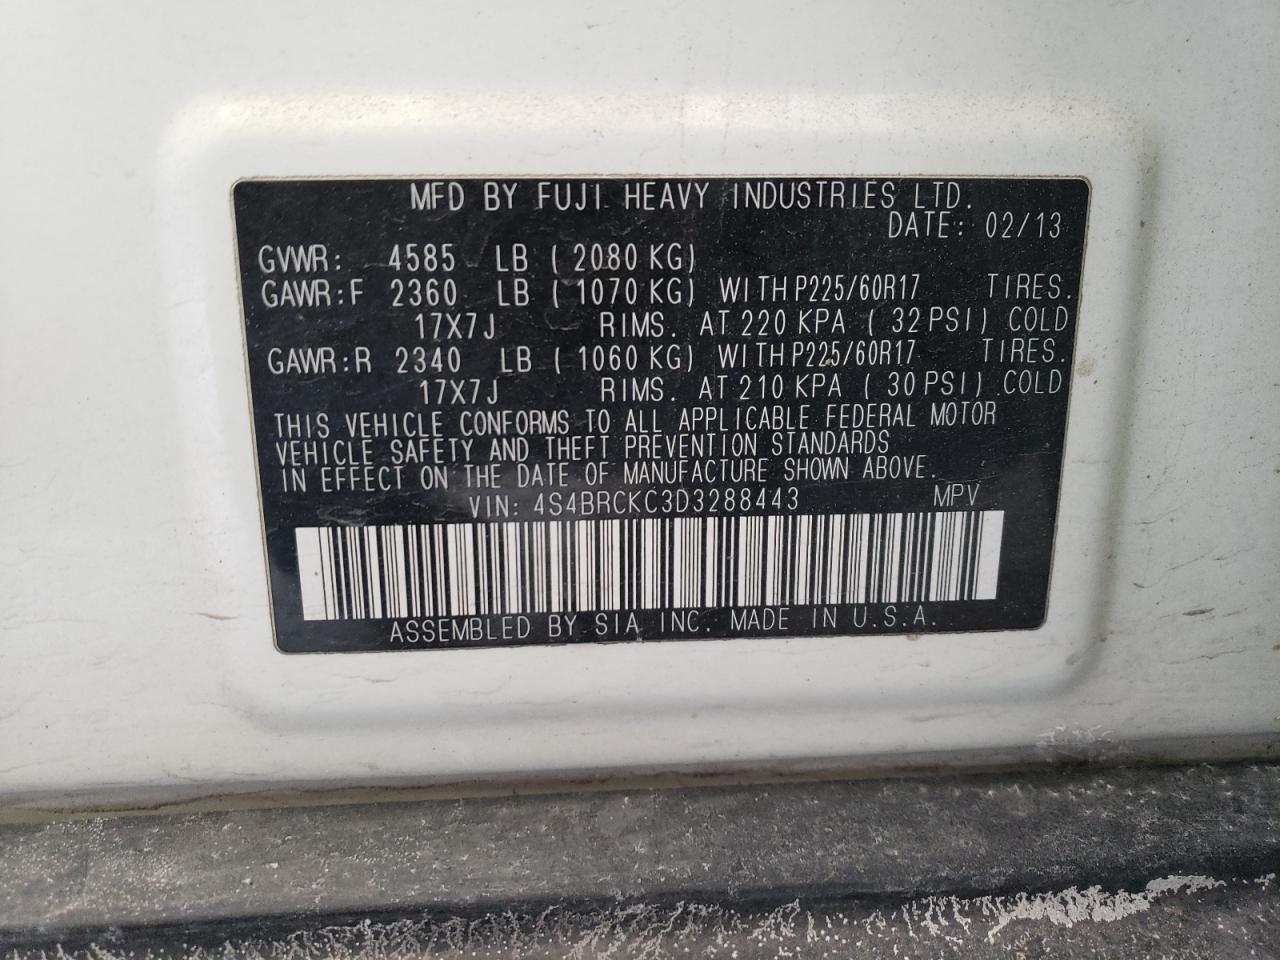 MFD BY FUJI HEAVY INDUSTRIES LTD.
DATE: 02/13
GVWR: 4585 LB (2080 KG)
GAWR:F 2360 LB (1070 KG) WITH P225/60R17 TIRES.
17X7J RIMS. AT 220 KPA (32 PSI) COLD
GAWR:R 2340 LB (1060 KG) WITH P225/60R17 TIRES.
17X7J RIMS. AT 210 KPA (30 PSI) COLD
THIS VEHICLE CONFORMS TO ALL APPLICABLE FEDERAL MOTOR
VEHICLE SAFETY AND THEFT PREVENTION STANDARDS
IN EFFECT ON THE DATE OF MANUFACTURE SHOWN ABOVE.
VIN: 4S4BRCKC3D3288443 MPV
ASSEMBLED BY SIA INC. MADE IN U.S.A.